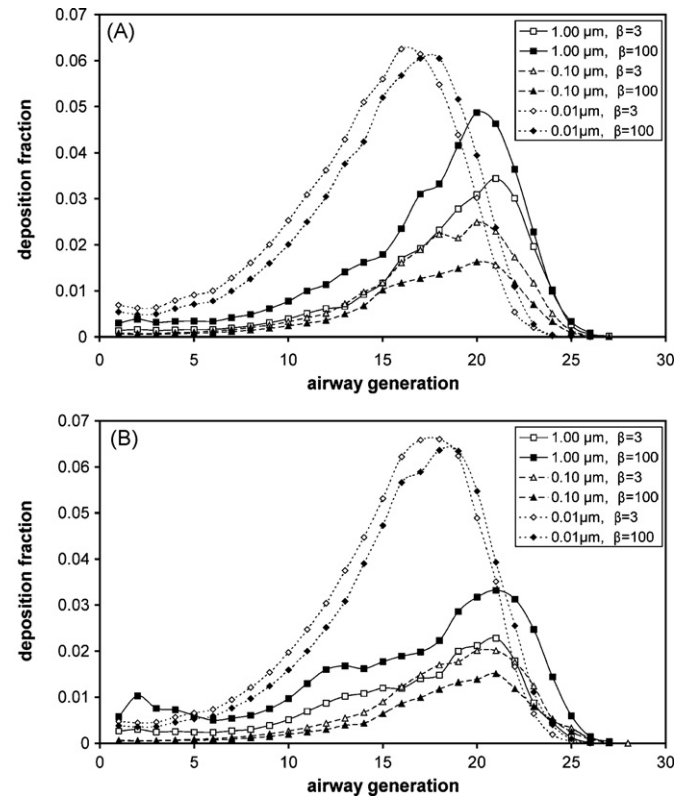 (A)
0.07
0.06
0.05
0.04
0.03
0.02
0.01
0
deposition fraction
1.00 µm, β=3
1.00 µm, β=100
0.10 µm, β=3
0.10 µm, β=100
0.01µm, β=3
0.01µm, β=100
0 5 10 15 20 25 30
airway generation
(B)
0.07
0.06
0.05
0.04
0.03
0.02
0.01
0
deposition fraction
1.00 µm, β=3
1.00 µm, β=100
0.10 µm, β=3
0.10 µm, β=100
0.01µm, β=3
0.01µm, β=100
0 5 10 15 20 25 30
airway generation